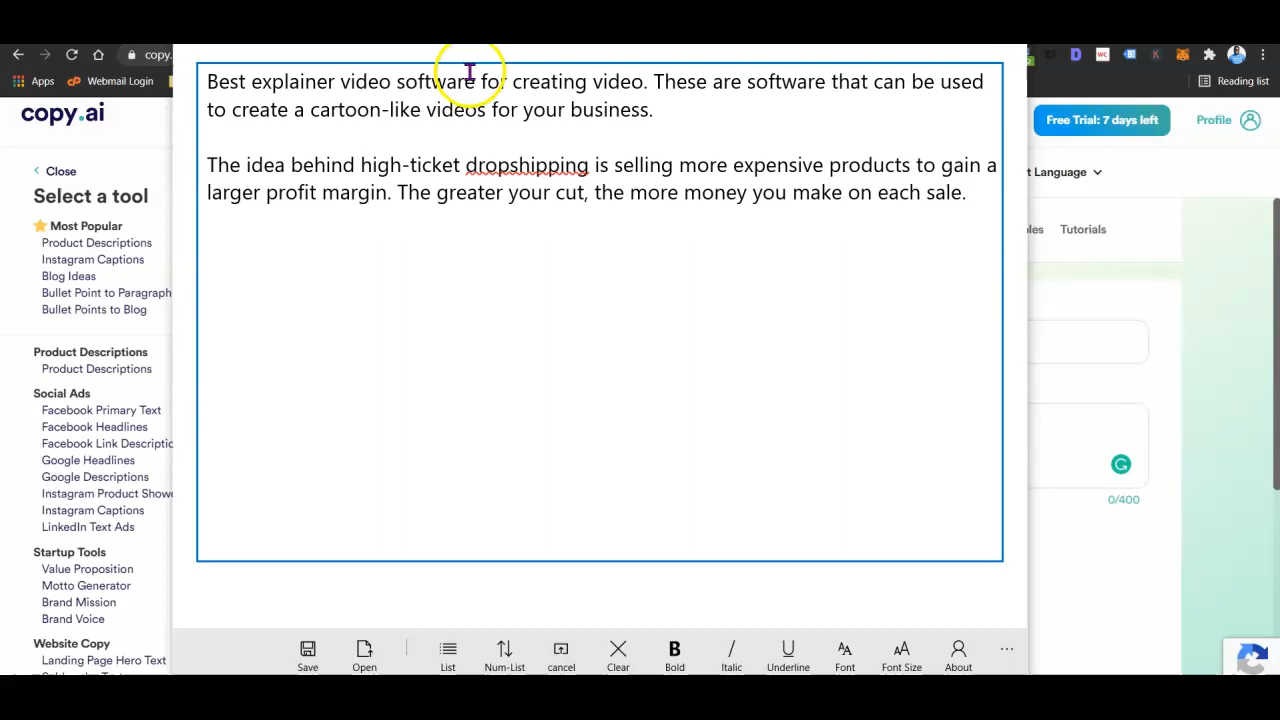 copy.
Apps
Webmail Login
Reading list
copy.ai
Free Trial: 7 days left
Profile
Close
Select a tool
Most Popular
Product Descriptions
Instagram Captions
Blog Ideas
Bullet Point to Paragraph
Bullet Points to Blog
Product Descriptions
Product Descriptions
Social Ads
Facebook Primary Text
Facebook Headlines
Facebook Link Descriptic
Google Headlines
Google Descriptions
Instagram Product Show
Instagram Captions
LinkedIn Text Ads
Startup Tools
Value Proposition
Motto Generator
Brand Mission
Brand Voice
Website Copy
Landing Page Hero Text
Best explainer video software for creating video. These are software that can be used
to create a cartoon-like videos for your business.
The idea behind high-ticket dropshipping is selling more expensive products to gain a
larger profit margin. The greater your cut, the more money you make on each sale.
t Language
les Tutorials
0/400
Save
Open
List
Num-List
cancel
Clear
B
Bold
Italic
U
Underline
Font
Font Size
About